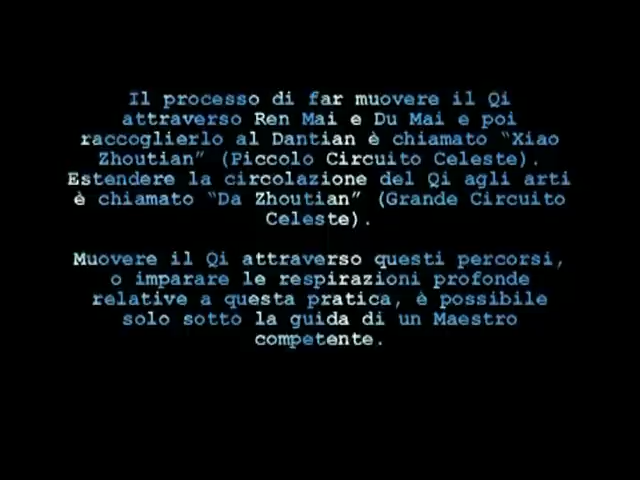 Il processo di far muovere il Qi
attraverso Ren Mai e Du Mai e poi
raccoglierlo al Dantian è chiamato “Xiao
Zhoutian” (Piccolo Circuito Celeste).
Estendere la circolazione del Qi agli arti
è chiamato “Da Zhoutian” (Grande Circuito
Celeste).
Muovere il Qi attraverso questi percorsi,
o imparare le respirazioni profonde
relative a questa pratica, è possibile
solo sotto la guida di un Maestro
competente.